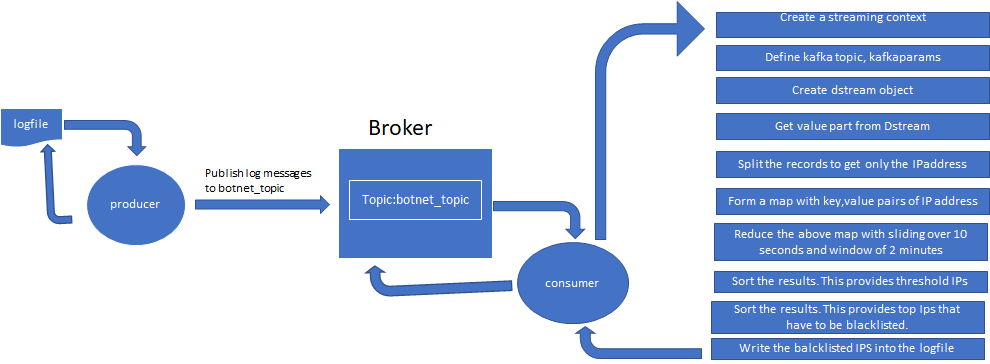 Create a streaming context
Define kafka topic, kafkaparams
Create dstream object
logfile
Broker
Get value part from Dstream
Split the records to get only the IPaddress
Publish log messages
to botnet_topic
producer
Topic:botnet_topic
Form a map with key,value pairs of IP address
Reduce the above map with sliding over 10
seconds and window of 2 minutes
consumer
Sort the results. This provides threshold IPs
Sort the results. This provides top Ips that
have to be blacklisted.
Write the balcklisted IPS into the logfile